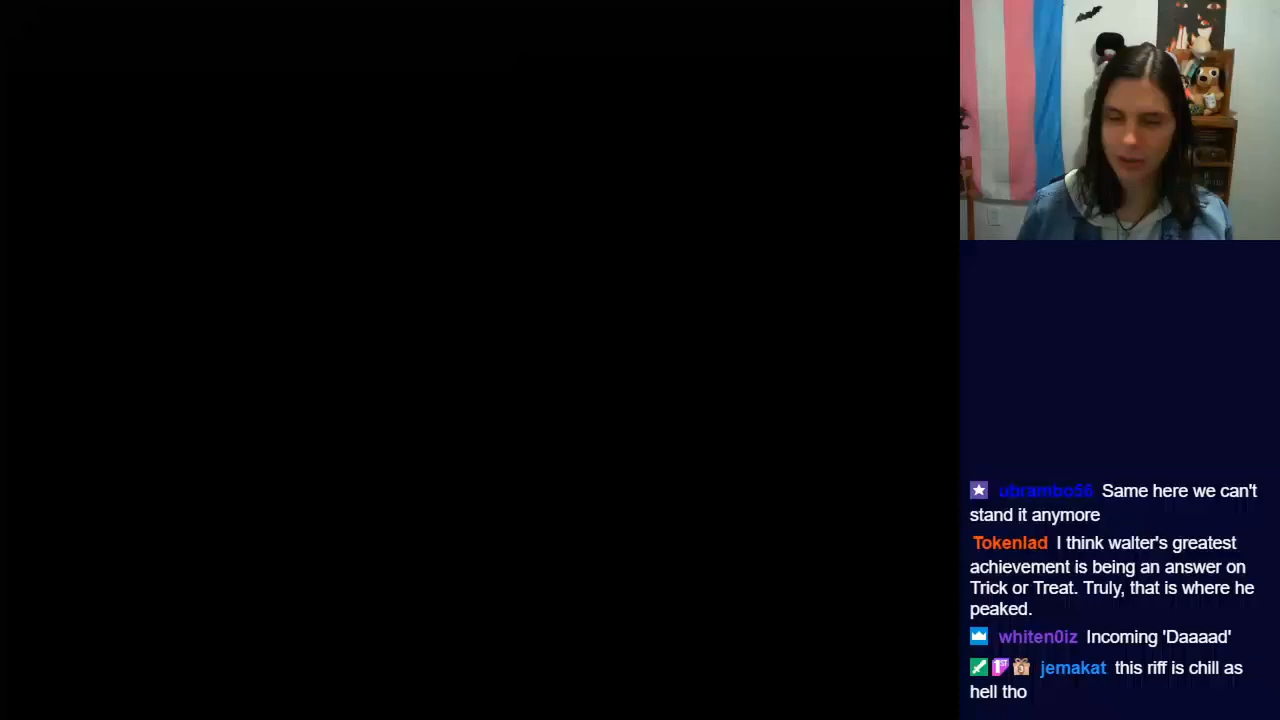 ubrambo56 Same here we can't
stand it anymore
Tokenlad I think walter's greatest
achievement is being an answer on
Trick or Treat. Truly, that is where he
peaked.
whiten0iz Incoming 'Daaaad'
1ST 3 jemakat this riff is chill as
hell tho